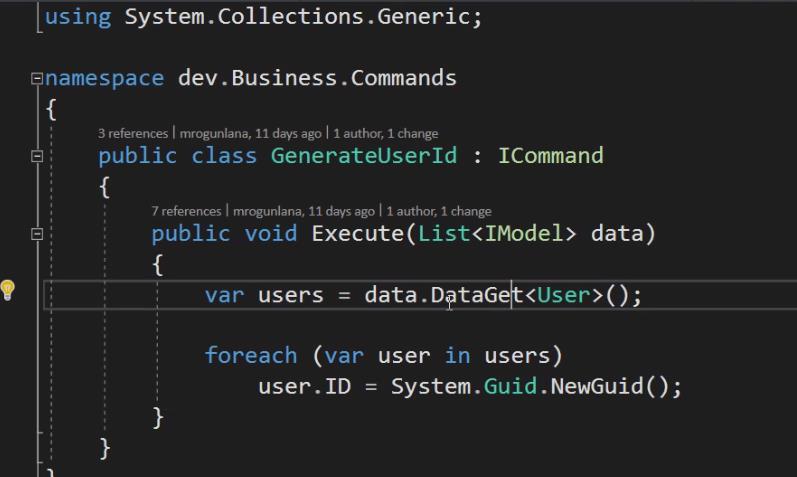 using System.Collections.Generic;
namespace dev.Business.Commands
{
3 references | mrogunlana, 11 days ago | 1 author, 1 change
public class GenerateUserId : ICommand
{
7 references | mrogunlana, 11 days ago | 1 author, 1 change
public void Execute(List<IModel> data)
{
var users = data.DataGet<User>();
foreach (var user in users)
user.ID = System.Guid.NewGuid();
}
}
}